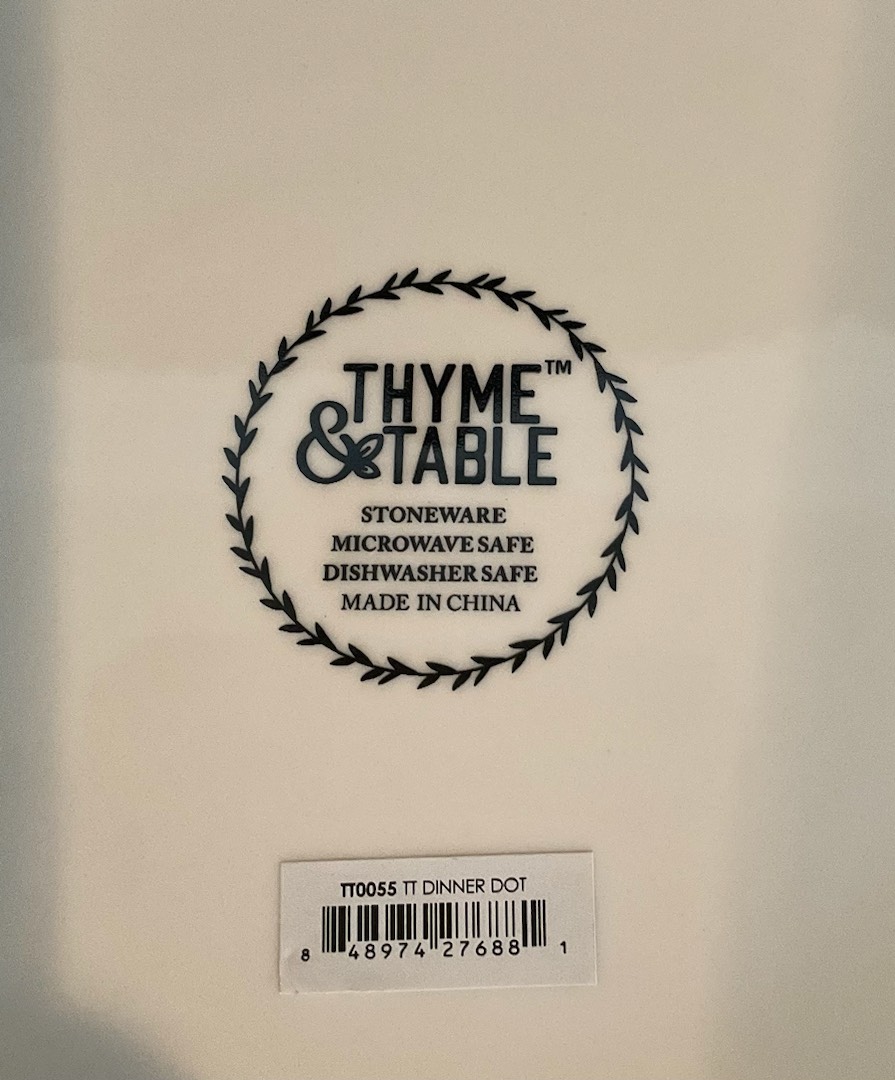 THYME™
& TABLE
STONEWARE
MICROWAVE SAFE
DISHWASHER SAFE
MADE IN CHINA
TT0055 TT DINNER DOT
8 48974 27688 1